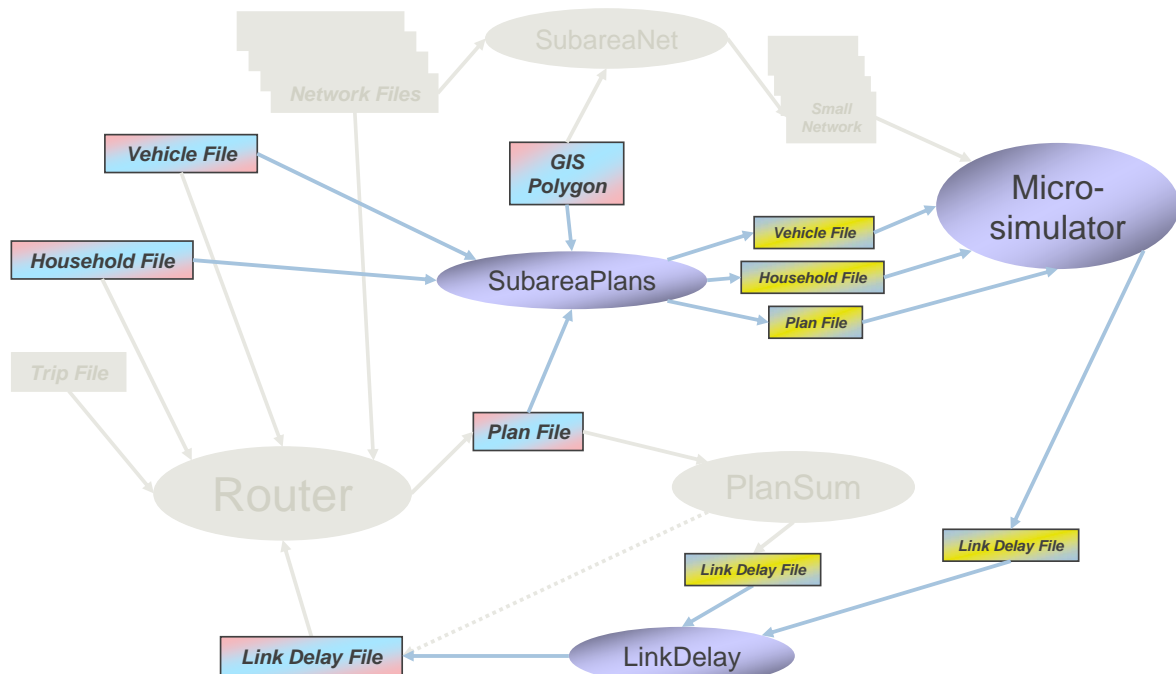 SubareaNet
Network Files
Small
Network
Vehicle File
GIS
Polygon
Micro-
simulator
Vehicle File
Household File
SubareaPlans
Household File
Plan File
Trip File
Plan File
Router
PlanSum
Link Delay File
Link Delay File
Link Delay File
LinkDelay